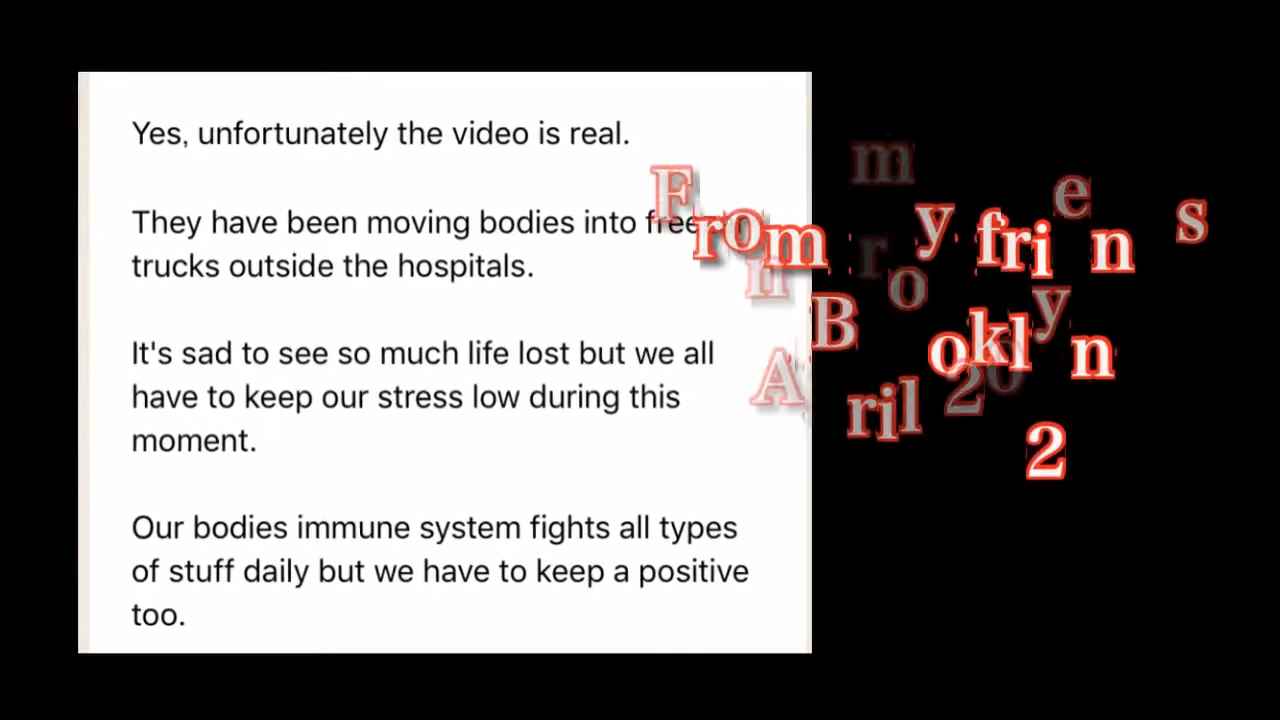 Yes, unfortunately the video is real.
They have been moving bodies into
trucks outside the hospitals.
It's sad to see so much life lost but we all
have to keep our stress low during this
moment.
Our bodies immune system fights all types
of stuff daily but we have to keep a positive
too.
From my